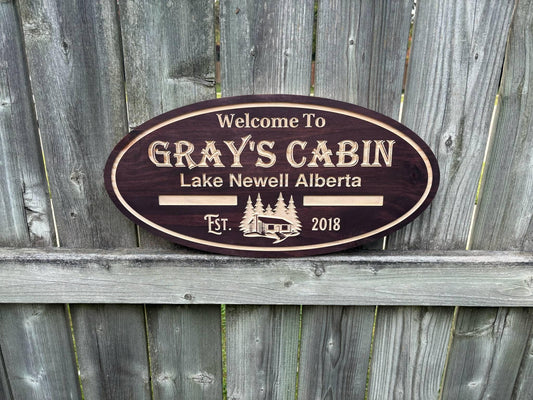 Welcome To
GRAY'S CABIN
Lake Newell Alberta
EST. 2018